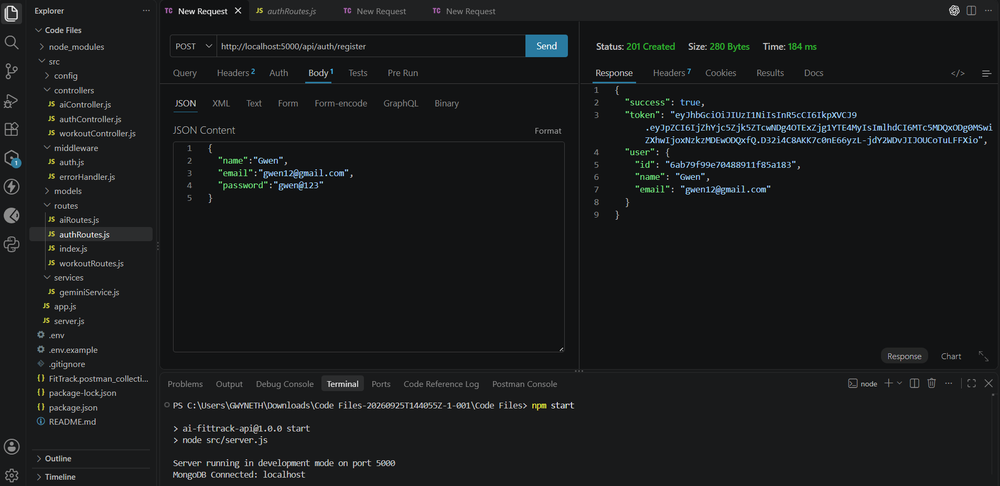 Explorer
Code Files
node_modules
src
config
controllers
JS aiController.js
JS authController.js
JS workoutController.js
middleware
JS auth.js
JS errorHandler.js
models
routes
JS aiRoutes.js
JS authRoutes.js
JS index.js
JS workoutRoutes.js
services
JS geminiService.js
JS app.js
JS server.js
.env
.env.example
.gitignore
{} FitTrack.postman_collecti...
{} package-lock.json
{} package.json
README.md
Outline
Timeline
1
TC New Request
JS authRoutes.js
TC New Request
TC New Request
POST
http://localhost:5000/api/auth/register
Send
Query Headers 2 Auth Body 1 Tests Pre Run
JSON XML Text Form Form-encode GraphQL Binary
JSON Content
Format
1 {
2 "name":"Gwen",
3 "email":"gwen12@gmail.com",
4 "password":"gwen@123"
5 }
Status: 201 Created Size: 280 Bytes Time: 184 ms
Response Headers 7 Cookies Results Docs </>
1 {
2 "success": true,
3 "token": "eyJhbGciOiJIUzI1NiIsInR5cCI6IkpXVCJ9
.eyJpZCI6IjZhYjc5Zjk5ZTcwNDg4OTExZjg1YTE4MyIsImlhdCI6MTc5MDQxODg0MSwi
ZXhwIjoxNzkzMDEwODQxfQ.D32i4C8AKK7c0nE66yzL-jdY2WDvJIJOUCoTuLFFXio",
4 "user": {
5 "id": "6ab79f99e70488911f85a183",
6 "name": "Gwen",
7 "email": "gwen12@gmail.com"
8 }
9 }
Response Chart
Problems Output Debug Console Terminal Ports Code Reference Log Postman Console
node
PS C:\Users\GWYNETH\Downloads\Code Files-20260925T144055Z-1-001\Code Files> npm start
> ai-fittrack-api@1.0.0 start
> node src/server.js
Server running in development mode on port 5000
MongoDB Connected: localhost